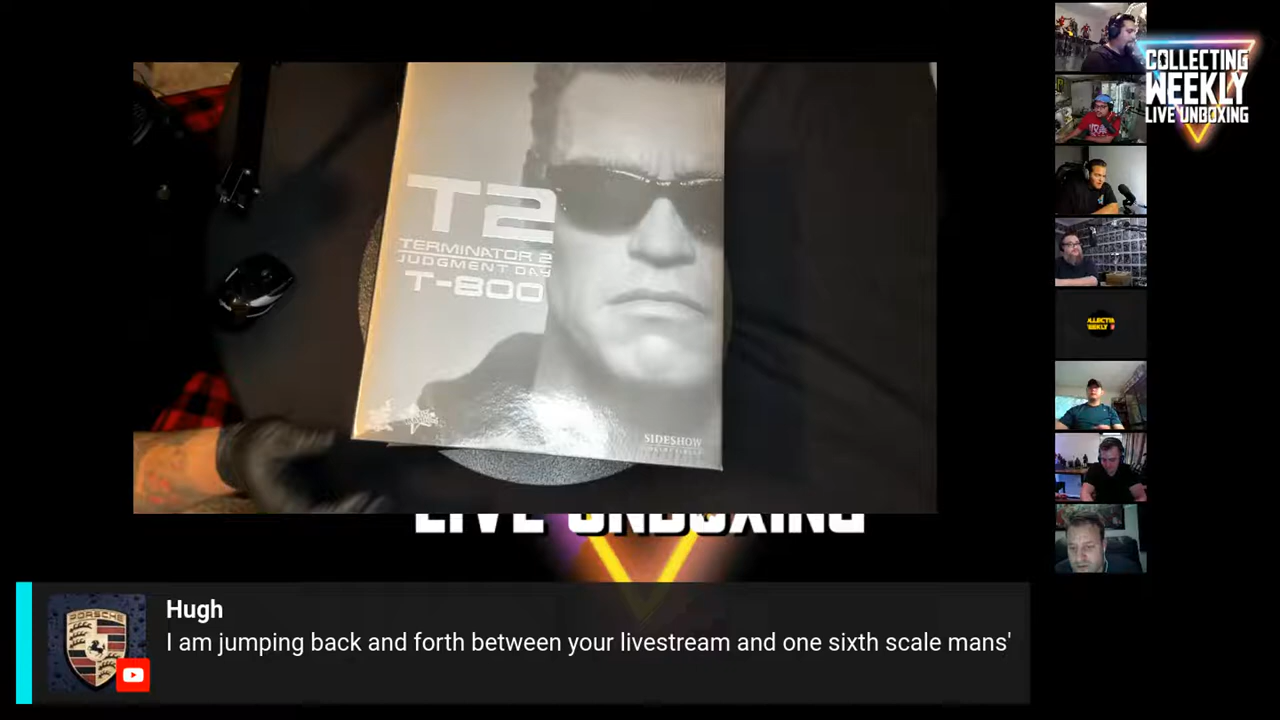 COLLECTING
WEEKLY
LIVE UNBOXING
T2
TERMINATOR 2
JUDGMENT DAY
T-800
SIDESHOW
LIVE UNBOXING
PORSCHE
Hugh
I am jumping back and forth between your livestream and one sixth scale mans'